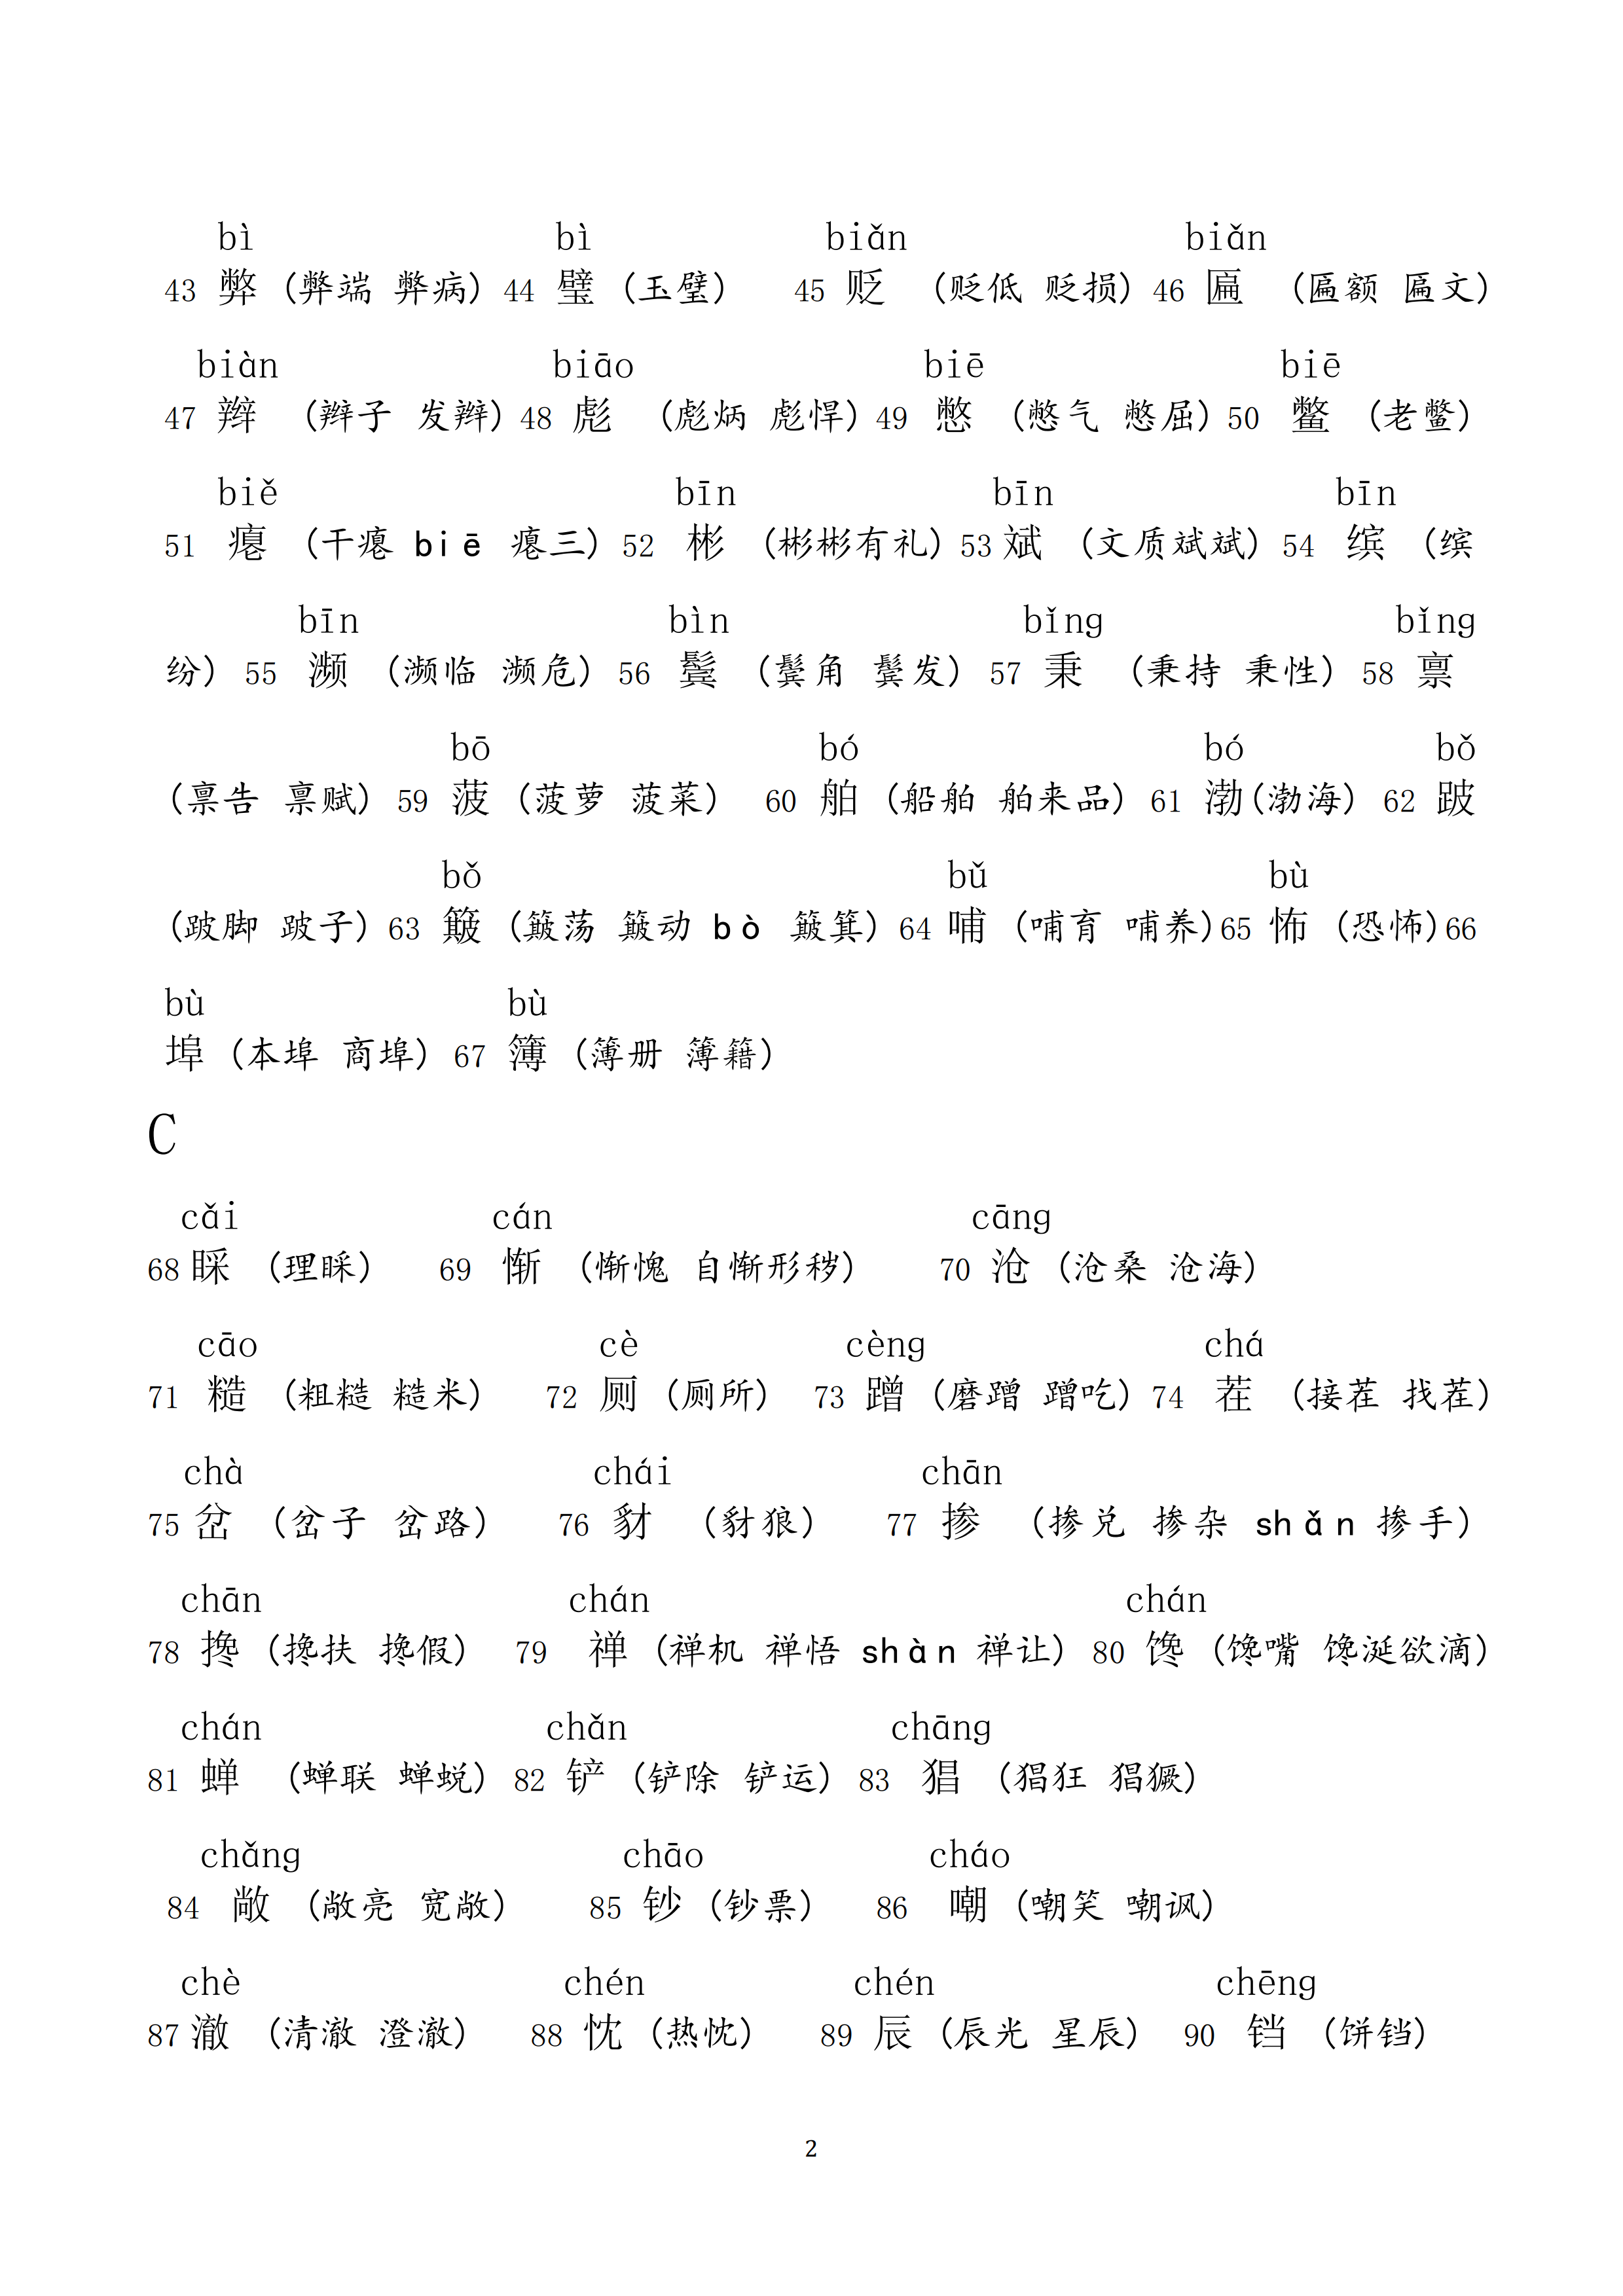 bì bì biǎn biǎn
43 弊 (弊端 弊病) 44 璧 (玉璧) 45 贬 (贬低 贬损) 46 匾 (匾额 匾文)
biàn biāo biē biē
47 辫 (辫子 发辫) 48 彪 (彪炳 彪悍) 49 憋 (憋气 憋屈) 50 鳖 (老鳖)
biě bīn bīn bīn
51 瘪 (干瘪 biē 瘪三) 52 彬 (彬彬有礼) 53 斌 (文质斌斌) 54 缤 (缤
bīn bìn bǐng bǐng
纷) 55 濒 (濒临 濒危) 56 鬓 (鬓角 鬓发) 57 秉 (秉持 秉性) 58 禀
bō bó bó bǒ
(禀告 禀赋) 59 菠 (菠萝 菠菜) 60 舶 (船舶 舶来品) 61 渤(渤海) 62 跛
bǒ bǔ bù
(跛脚 跛子) 63 簸 (簸荡 簸动 bò 簸箕) 64 哺 (哺育 哺养) 65 怖 (恐怖) 66
bù bù
埠 (本埠 商埠) 67 簿 (簿册 簿籍)
C
cǎi cán cāng
68 睬 (理睬) 69 惭 (惭愧 自惭形秽) 70 沧 (沧桑 沧海)
cāo cè cèng chá
71 糙 (粗糙 糙米) 72 厕 (厕所) 73 蹭 (磨蹭 蹭吃) 74 茬 (接茬 找茬)
chà chái chān
75 岔 (岔子 岔路) 76 豺 (豺狼) 77 掺 (掺兑 掺杂 shǎn 掺手)
chān chán chán
78 搀 (搀扶 搀假) 79 禅 (禅机 禅悟 shàn 禅让) 80 馋 (馋嘴 馋涎欲滴)
chán chǎn chāng
81 蝉 (蝉联 蝉蜕) 82 铲 (铲除 铲运) 83 猖 (猖狂 猖獗)
chǎng chāo cháo
84 敞 (敞亮 宽敞) 85 钞 (钞票) 86 嘲 (嘲笑 嘲讽)
chè chén chén chēng
87 澈 (清澈 澄澈) 88 忱 (热忱) 89 辰 (辰光 星辰) 90 铛 (饼铛)
2